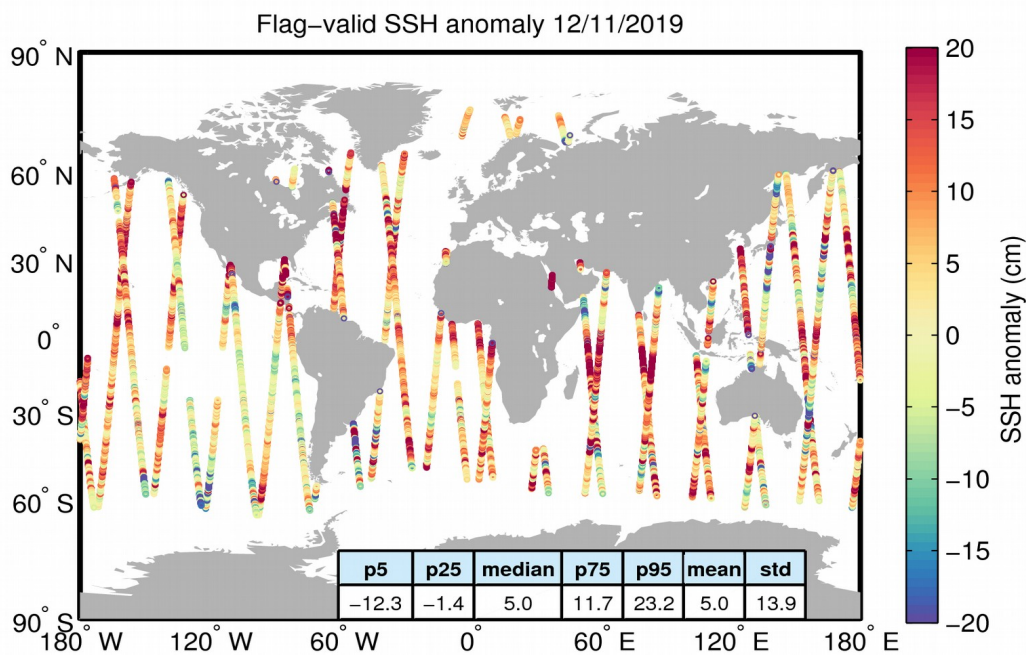 Flag−valid SSH anomaly 12/11/2019
90° N
60° N
30° N
0°
30° S
60° S
90° S
180° W
120° W
60° W
0°
60° E
120° E
180° E
p5 p25 median p75 p95 mean std
−12.3 −1.4 5.0 11.7 23.2 5.0 13.9
20
15
10
5
0
−5
−10
−15
−20
SSH anomaly (cm)